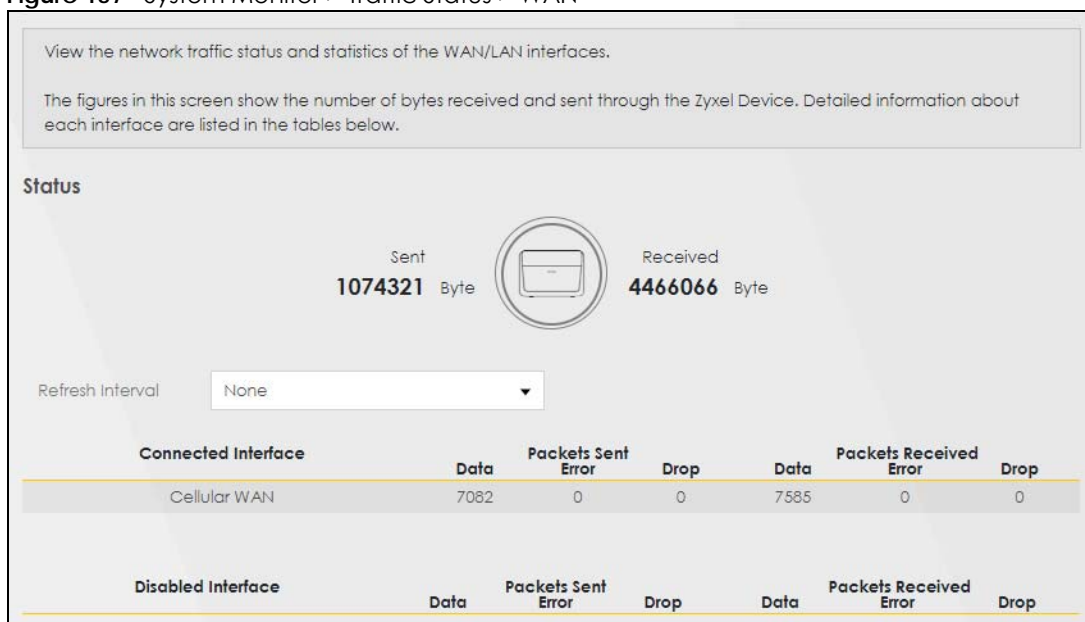 View the network traffic status and statistics of the WAN/LAN interfaces.
The figures in this screen show the number of bytes received and sent through the Zyxel Device. Detailed information about
each interface are listed in the tables below.
Status
Sent
1074321 Byte
Received
4466066 Byte
Refresh Interval None
Connected Interface Packets Sent Packets Received
Data Error Drop Data Error Drop
Cellular WAN 7082 0 0 7585 0 0
Disabled Interface Packets Sent Packets Received
Data Error Drop Data Error Drop